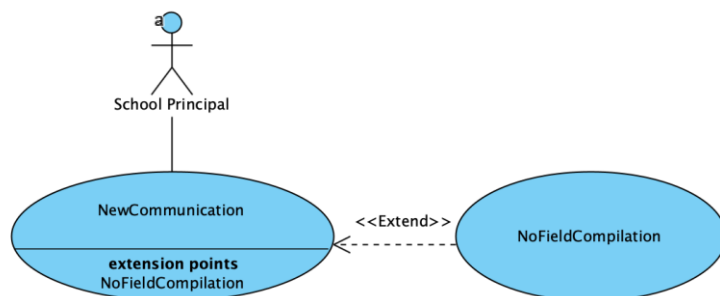 a
School Principal
NewCommunication
extension points
NoFieldCompilation
<<Extend>>
NoFieldCompilation